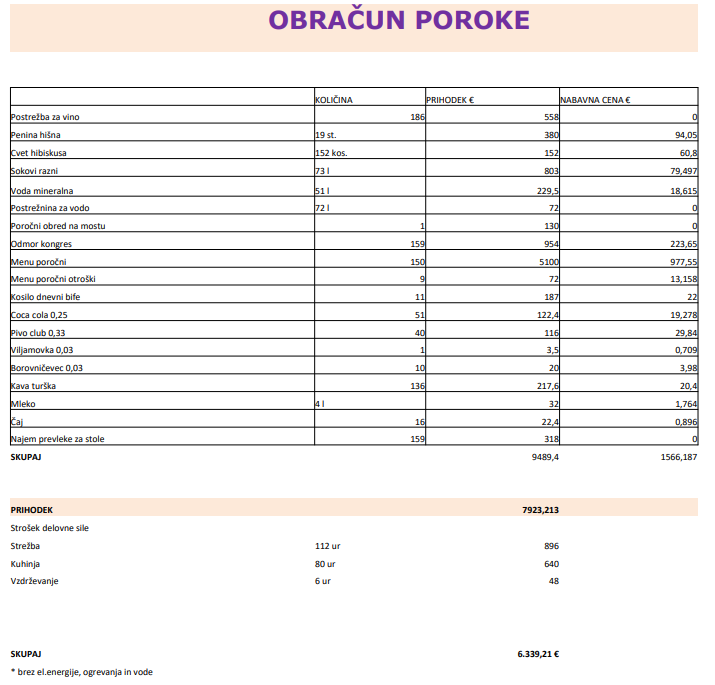 OBRAČUN POROKE
KOLIČINA PRIHODEK € NABAVNA CENA €
Postrežba za vino 186 558 0
Penina hišna 19 st. 380 94,05
Cvet hibiskusa 152 kos. 152 60,8
Sokovi razni 73 l 803 79,497
Voda mineralna 51 l 229,5 18,615
Postrežnina za vodo 72 l 72 0
Poročni obred na mostu 1 130 0
Odmor kongres 159 954 223,65
Menu poročni 150 5100 977,55
Menu poročni otroški 9 72 13,158
Kosilo dnevni bife 11 187 22
Coca cola 0,25 51 122,4 19,278
Pivo club 0,33 40 116 29,84
Viljamovka 0,03 1 3,5 0,709
Borovničevec 0,03 10 20 3,98
Kava turška 136 217,6 20,4
Mleko 4 l 32 1,764
Čaj 16 22,4 0,896
Najem prevleke za stole 159 318 0
SKUPAJ 9489,4 1566,187
PRIHODEK 7923,213
Strošek delovne sile
Strežba 112 ur 896
Kuhinja 80 ur 640
Vzdrževanje 6 ur 48
SKUPAJ 6.339,21 €
* brez el.energije, ogrevanja in vode